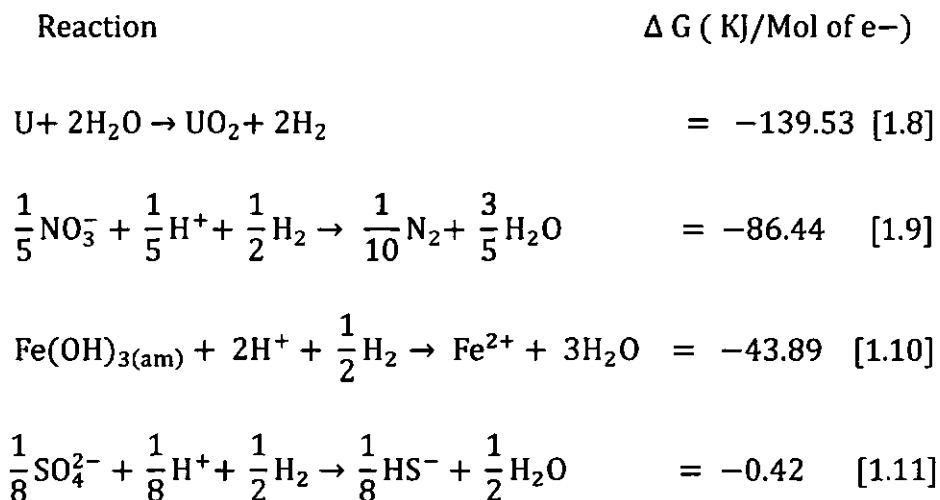 Reaction Δ G ( KJ/Mol of e−)
U+ 2H₂O → UO₂+ 2H₂ = −139.53 [1.8]
1/5 NO₃⁻ + 1/5 H⁺+ 1/2 H₂ → 1/10 N₂+ 3/5 H₂O = −86.44 [1.9]
Fe(OH)₃₍ₐₘ₎ + 2H⁺ + 1/2 H₂ → Fe²⁺ + 3H₂O = −43.89 [1.10]
1/8 SO₄²⁻ + 1/8 H⁺+ 1/2 H₂ → 1/8 HS⁻ + 1/2 H₂O = −0.42 [1.11]